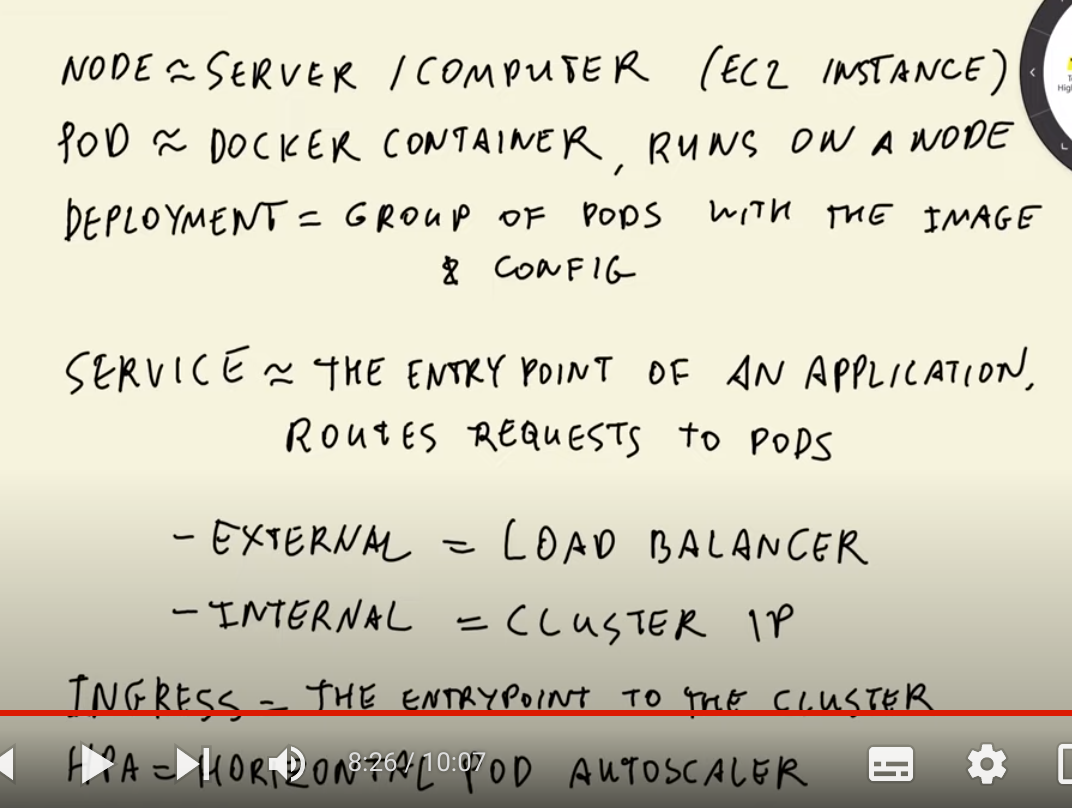 NODE ≈ SERVER / COMPUTER (EC2 INSTANCE)
POD ≈ DOCKER CONTAINER, RUNS ON A NODE
DEPLOYMENT = GROUP OF PODS WITH THE IMAGE
& CONFIG
SERVICE ≈ THE ENTRY POINT OF AN APPLICATION,
ROUTES REQUESTS TO PODS
- EXTERNAL = LOAD BALANCER
- INTERNAL = CLUSTER IP
INGRESS = THE ENTRYPOINT TO THE CLUSTER
HPA = HORIZONTAL POD AUTOSCALER
8:26 / 10:07